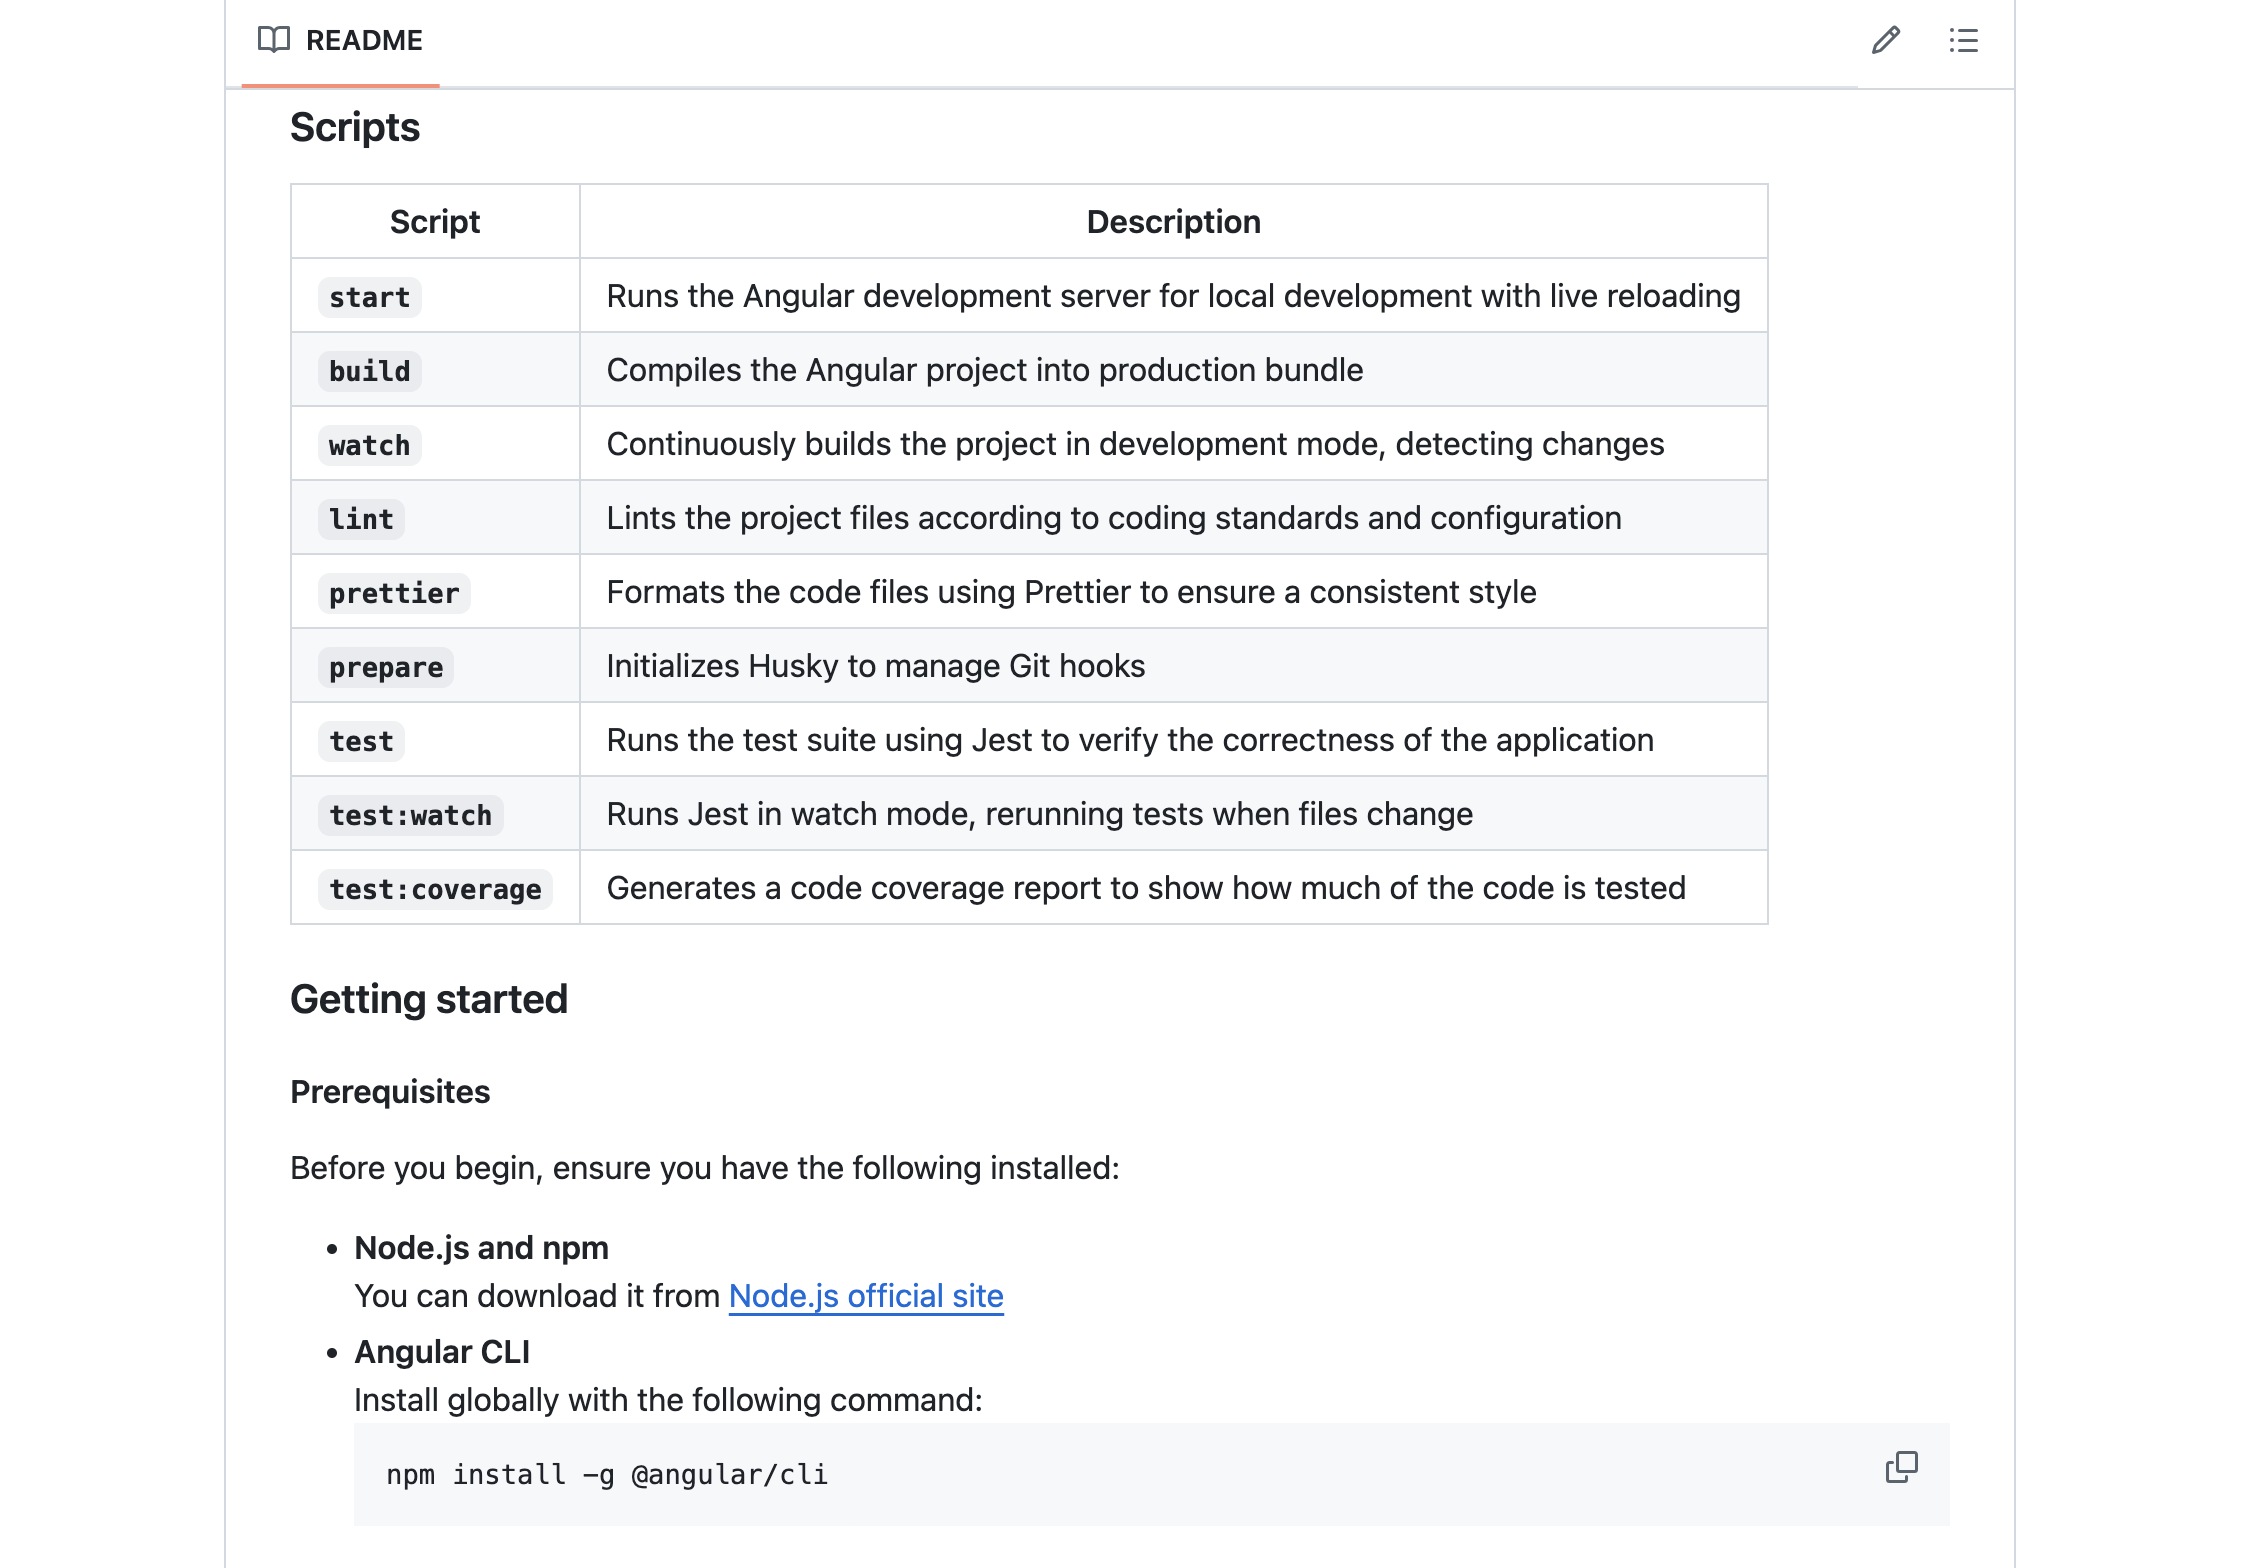 README
Scripts
Script Description
start Runs the Angular development server for local development with live reloading
build Compiles the Angular project into production bundle
watch Continuously builds the project in development mode, detecting changes
lint Lints the project files according to coding standards and configuration
prettier Formats the code files using Prettier to ensure a consistent style
prepare Initializes Husky to manage Git hooks
test Runs the test suite using Jest to verify the correctness of the application
test:watch Runs Jest in watch mode, rerunning tests when files change
test:coverage Generates a code coverage report to show how much of the code is tested
Getting started
Prerequisites
Before you begin, ensure you have the following installed:
• Node.js and npm
You can download it from Node.js official site
• Angular CLI
Install globally with the following command:
npm install -g @angular/cli